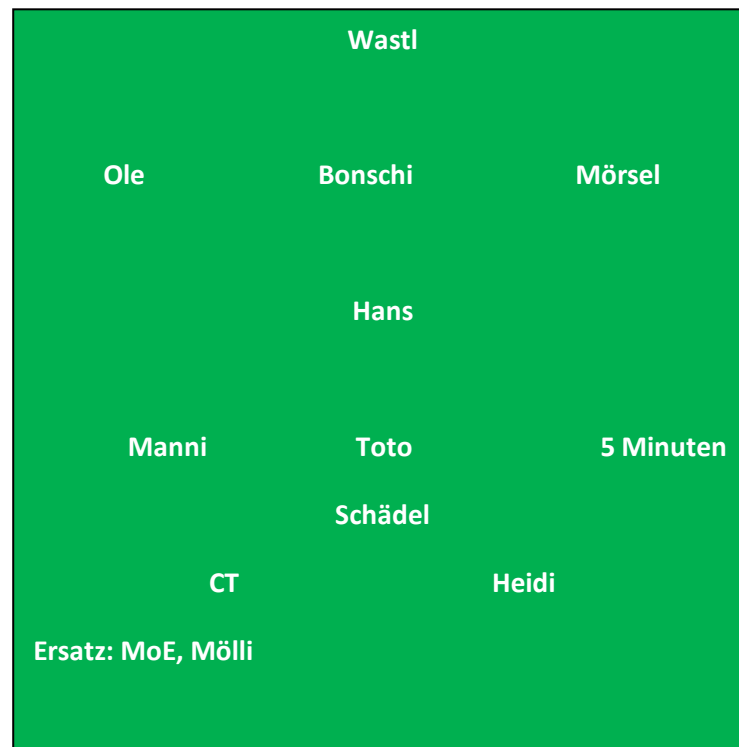 Wastl
Ole Bonschi Mörsel
Hans
Manni Toto 5 Minuten
Schädel
CT Heidi
Ersatz: MoE, Mölli